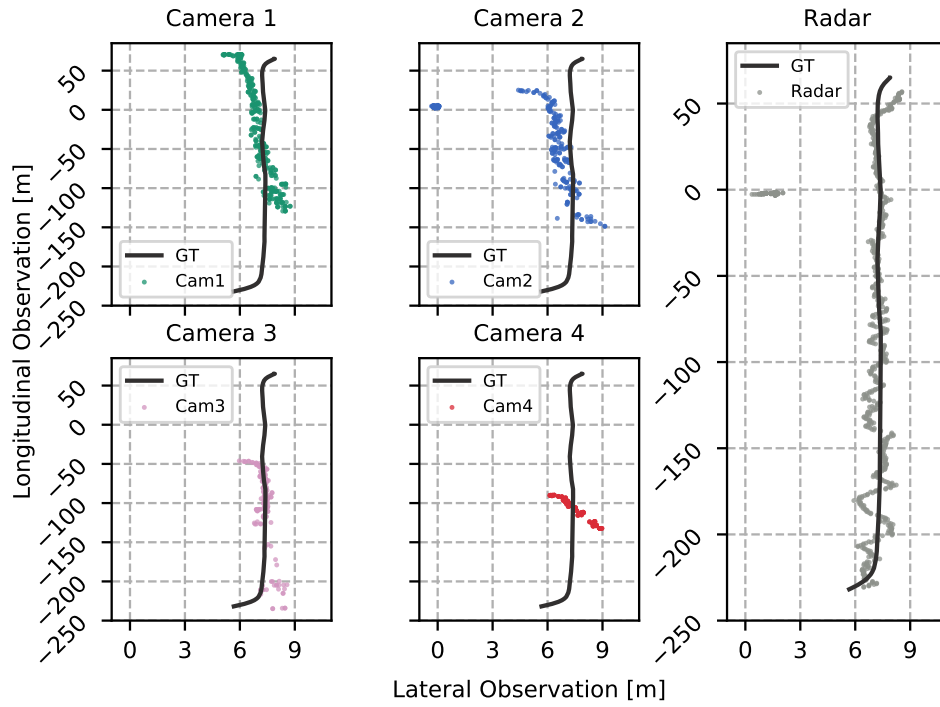 Camera 1
Camera 2
Radar
Longitudinal Observation [m]
50
0
−50
−100
−150
−200
−250
GT
Cam1
GT
Cam2
GT
Radar
50
0
−50
−100
−150
−200
−250
Camera 3
Camera 4
50
0
−50
−100
−150
−200
−250
GT
Cam3
GT
Cam4
0 3 6 9
0 3 6 9
0 3 6 9
Lateral Observation [m]